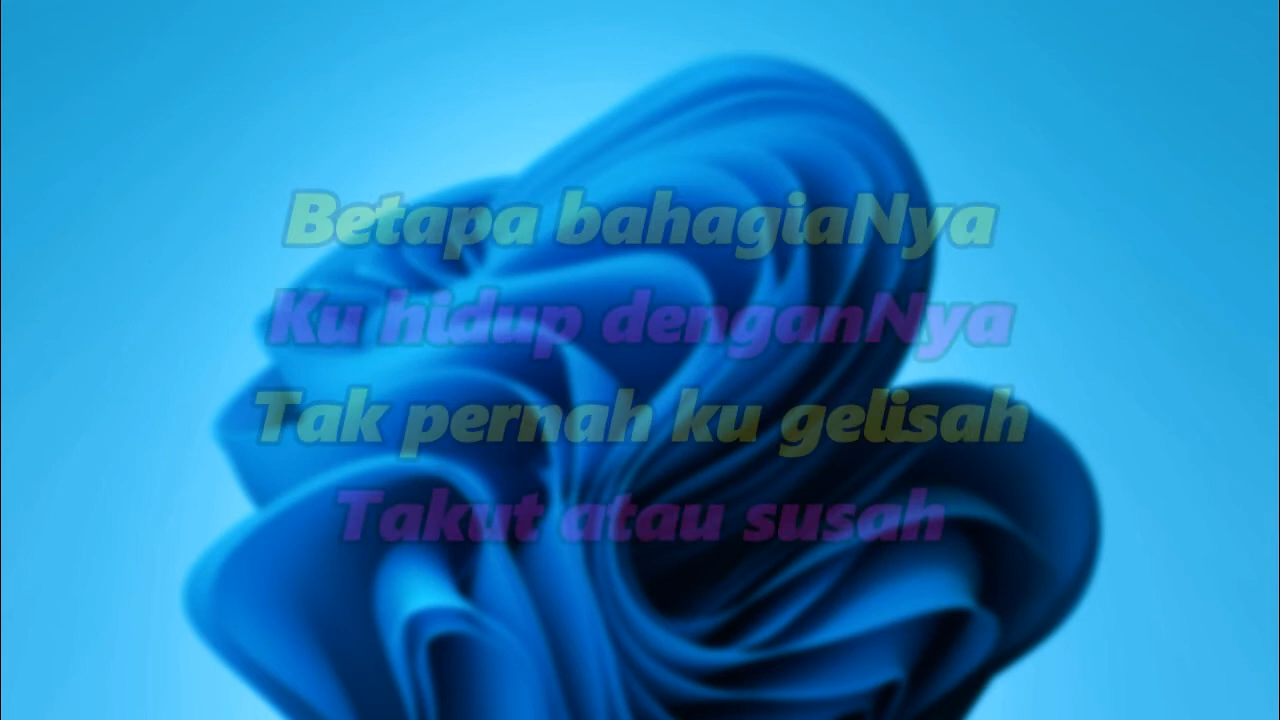 Betapa bahagiaNya
Ku hidup denganNya
Tak pernah ku gelisah
Takut atau susah